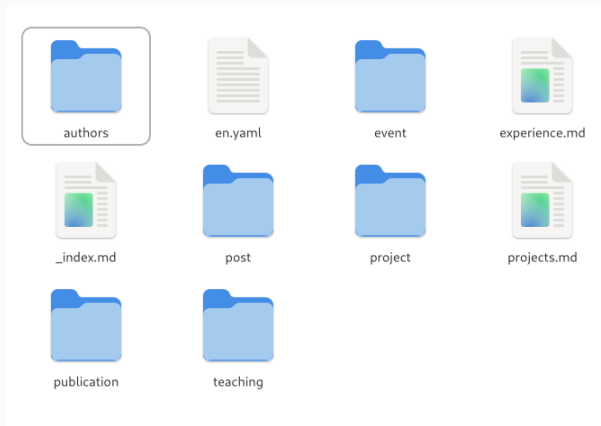 authors
en.yaml
event
experience.md
_index.md
post
project
projects.md
publication
teaching